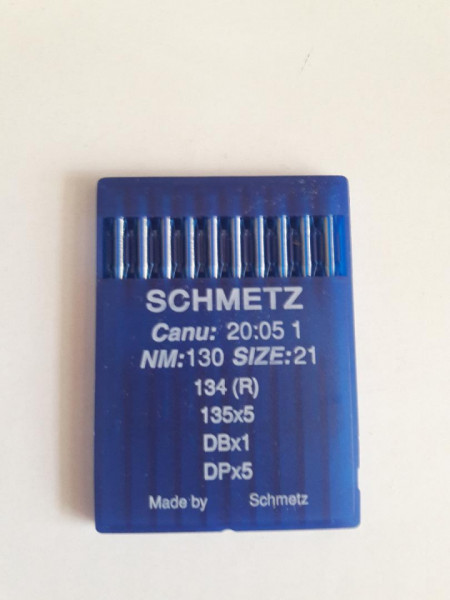 SCHMETZ
Canu: 20:05 1
NM:130 SIZE:21
134 (R)
135x5
DBx1
DPx5
Made by Schmetz